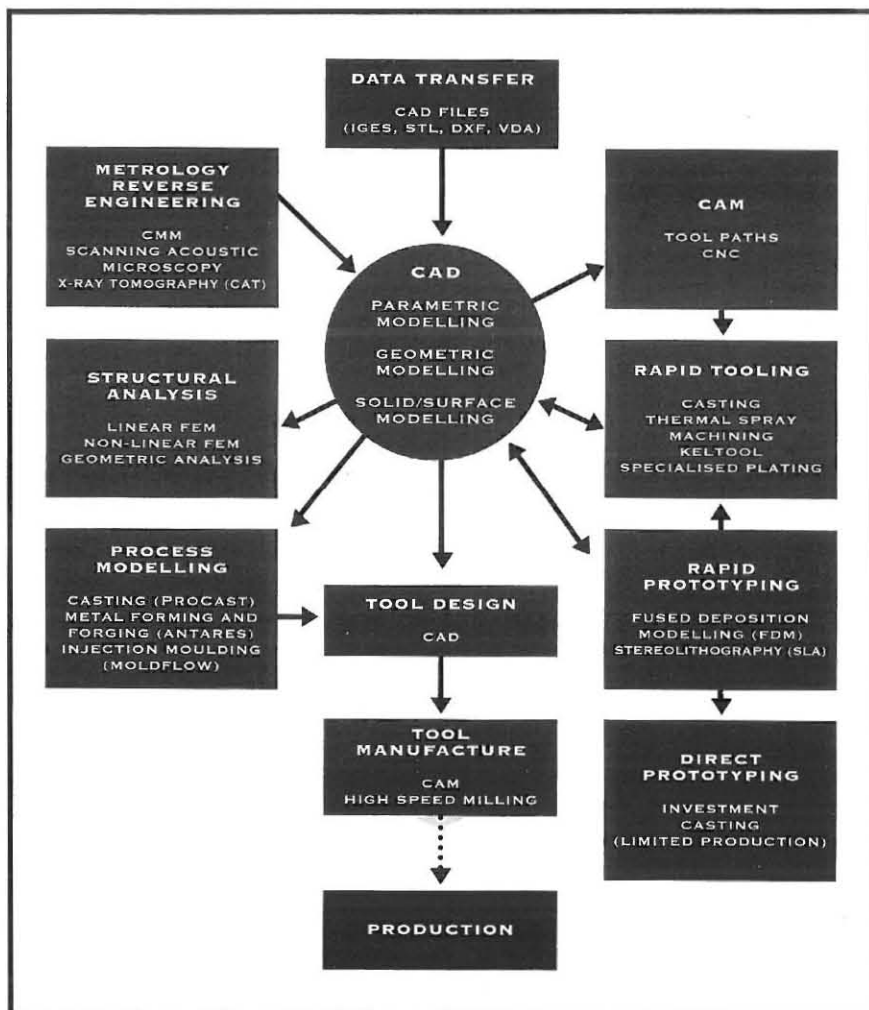 DATA TRANSFER
CAD FILES
(IGES, STL, DXF, VDA)
METROLOGY
REVERSE
ENGINEERING
CMM
SCANNING ACOUSTIC
MICROSCOPY
X-RAY TOMOGRAPHY (CAT)
CAD
PARAMETRIC
MODELLING
GEOMETRIC
MODELLING
SOLID/SURFACE
MODELLING
CAM
TOOL PATHS
CNC
STRUCTURAL
ANALYSIS
LINEAR FEM
NON-LINEAR FEM
GEOMETRIC ANALYSIS
RAPID TOOLING
CASTING
THERMAL SPRAY
MACHINING
KELTOOL
SPECIALISED PLATING
PROCESS
MODELLING
CASTING (PROCAST)
METAL FORMING AND
FORGING (ANTARES)
INJECTION MOULDING
(MOLDFLOW)
TOOL DESIGN
CAD
RAPID
PROTOTYPING
FUSED DEPOSITION
MODELLING (FDM)
STEREOLITHOGRAPHY (SLA)
TOOL
MANUFACTURE
CAM
HIGH SPEED MILLING
DIRECT
PROTOTYPING
INVESTMENT
CASTING
(LIMITED PRODUCTION)
PRODUCTION